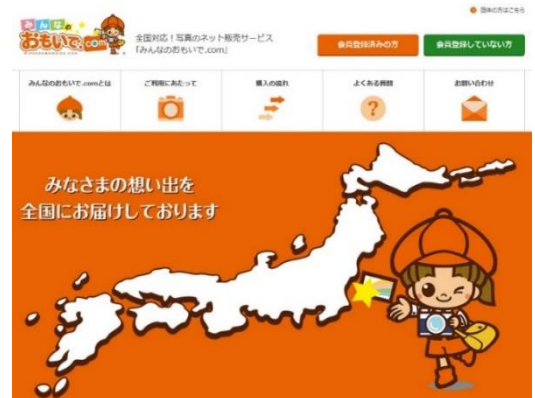 団体の方はこちら
みんなの
おもいで.com
全国対応！写真のネット販売サービス
『みんなのおもいで.com』
会員登録済みの方
会員登録していない方
みんなのおもいで.comとは
ご利用にあたって
購入の流れ
よくある質問
お問い合わせ
?
みなさまの想い出を
全国にお届けしております